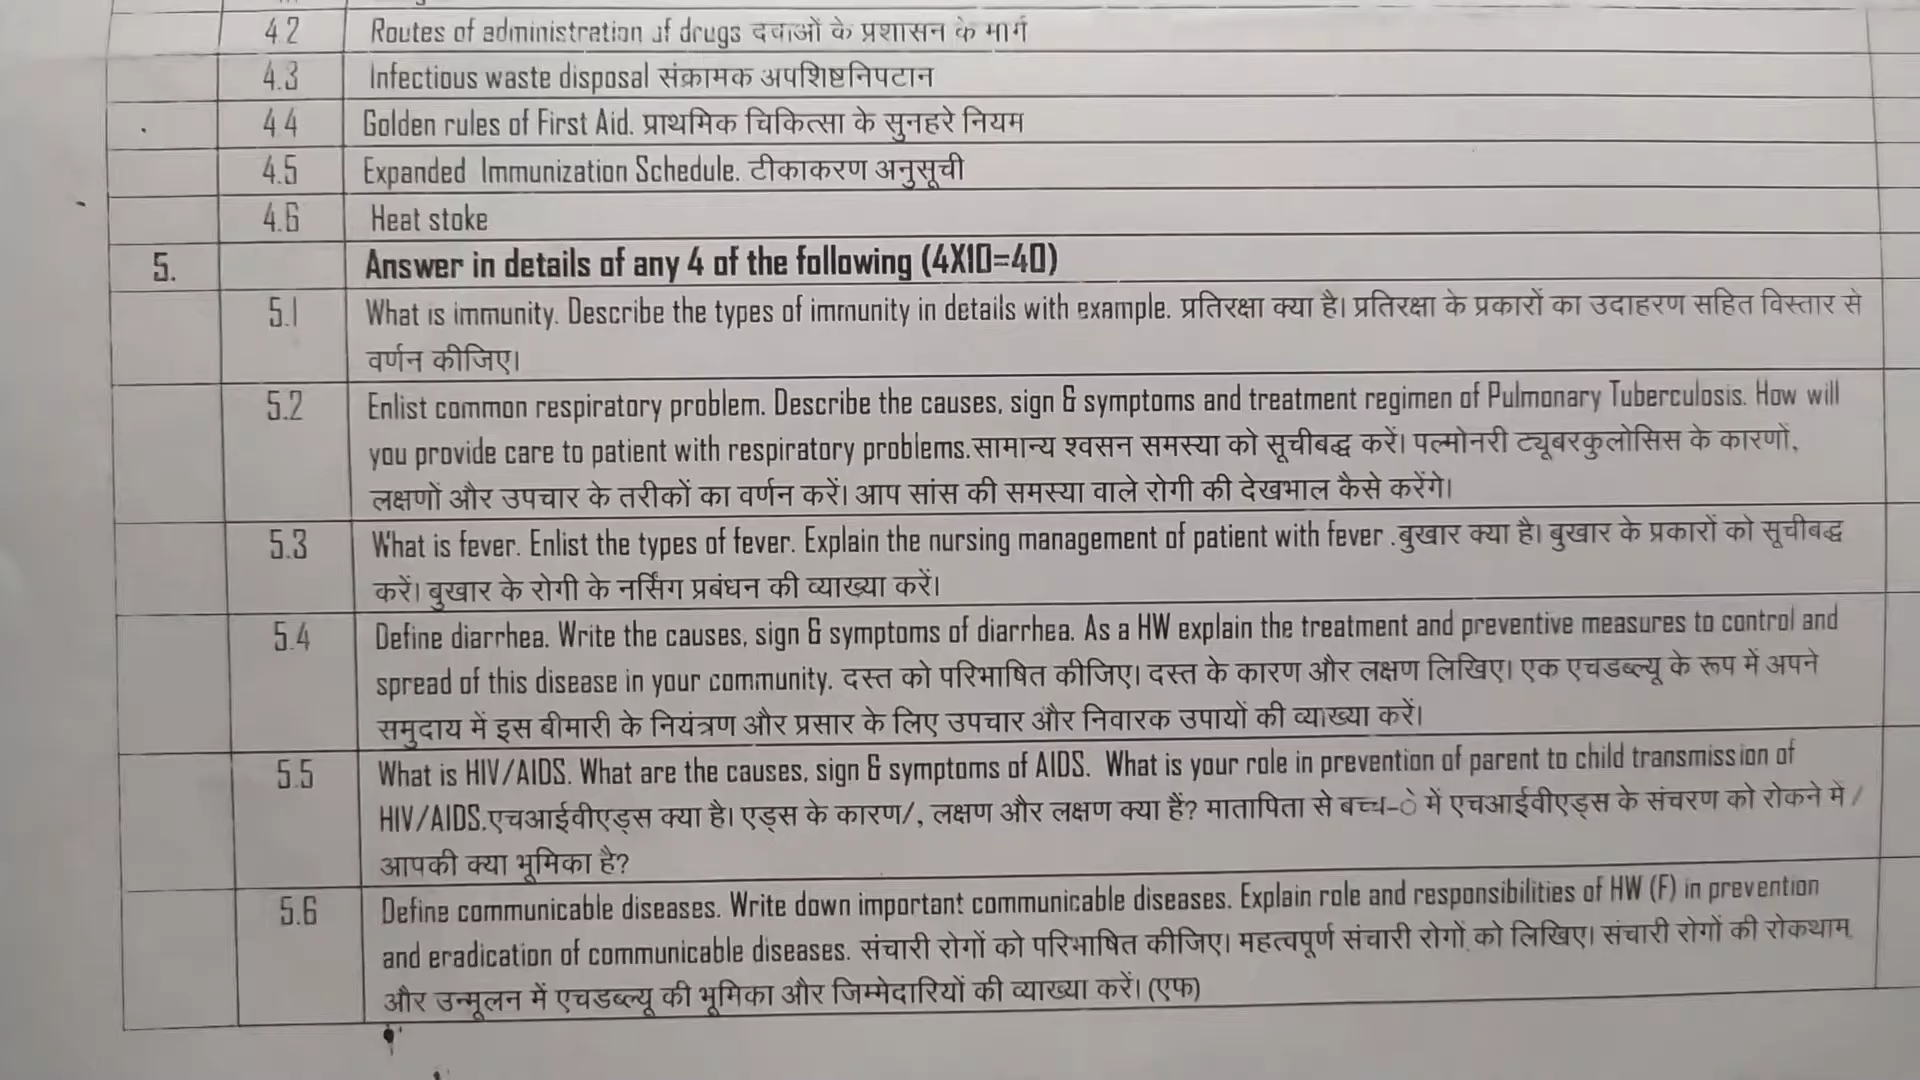 4.2 Routes of administration of drugs दवाओं के प्रशासन के मार्ग
4.3 Infectious waste disposal संक्रामक अपशिष्टनिपटान
4.4 Golden rules of First Aid. प्राथमिक चिकित्सा के सुनहरे नियम
4.5 Expanded Immunization Schedule. टीकाकरण अनुसूची
4.6 Heat stoke
5. Answer in details of any 4 of the following (4X10=40)
5.1 What is immunity. Describe the types of immunity in details with example. प्रतिरक्षा क्या है। प्रतिरक्षा के प्रकारों का उदाहरण सहित विस्तार से
वर्णन कीजिए।
5.2 Enlist common respiratory problem. Describe the causes, sign & symptoms and treatment regimen of Pulmonary Tuberculosis. How will
you provide care to patient with respiratory problems.सामान्य श्वसन समस्या को सूचीबद्ध करें। पल्मोनरी ट्यूबरकुलोसिस के कारणों,
लक्षणों और उपचार के तरीकों का वर्णन करें। आप सांस की समस्या वाले रोगी की देखभाल कैसे करेंगे।
5.3 What is fever. Enlist the types of fever. Explain the nursing management of patient with fever .बुखार क्या है। बुखार के प्रकारों को सूचीबद्ध
करें। बुखार के रोगी के नर्सिंग प्रबंधन की व्याख्या करें।
5.4 Define diarrhea. Write the causes, sign & symptoms of diarrhea. As a HW explain the treatment and preventive measures to control and
spread of this disease in your community. दस्त को परिभाषित कीजिए। दस्त के कारण और लक्षण लिखिए। एक एचडब्ल्यू के रूप में अपने
समुदाय में इस बीमारी के नियंत्रण और प्रसार के लिए उपचार और निवारक उपायों की व्याख्या करें।
5.5 What is HIV/AIDS. What are the causes, sign & symptoms of AIDS. What is your role in prevention of parent to child transmission of
HIV/AIDS.एचआईवीएड्स क्या है। एड्स के कारण/, लक्षण और लक्षण क्या हैं? मातापिता से बच्च-े में एचआईवीएड्स के संचरण को रोकने में /
आपकी क्या भूमिका है?
5.6 Define communicable diseases. Write down important communicable diseases. Explain role and responsibilities of HW (F) in prevention
and eradication of communicable diseases. संचारी रोगों को परिभाषित कीजिए। महत्वपूर्ण संचारी रोगों को लिखिए। संचारी रोगों की रोकथाम
और उन्मूलन में एचडब्ल्यू की भूमिका और जिम्मेदारियों की व्याख्या करें। (एफ)